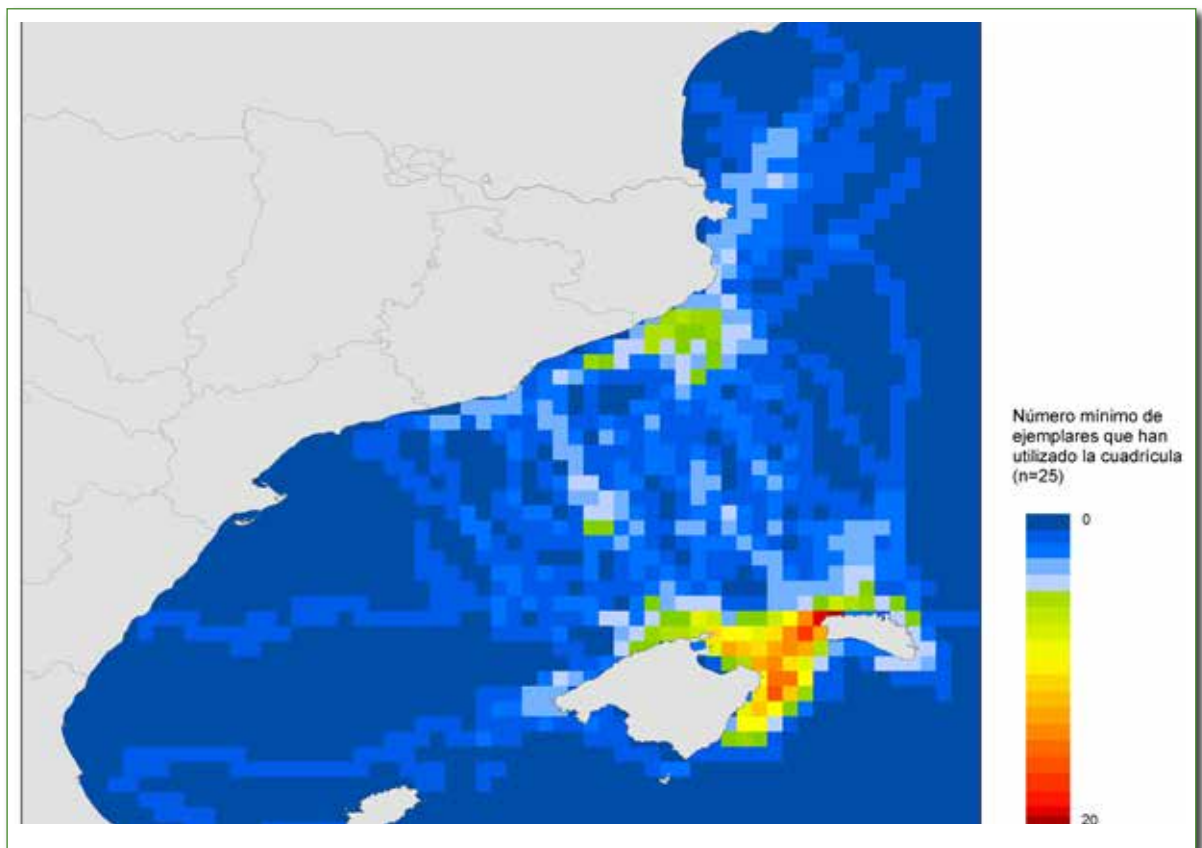 Número mínimo de
ejemplares que han
utilizado la cuadrícula
(n=25)
0
20